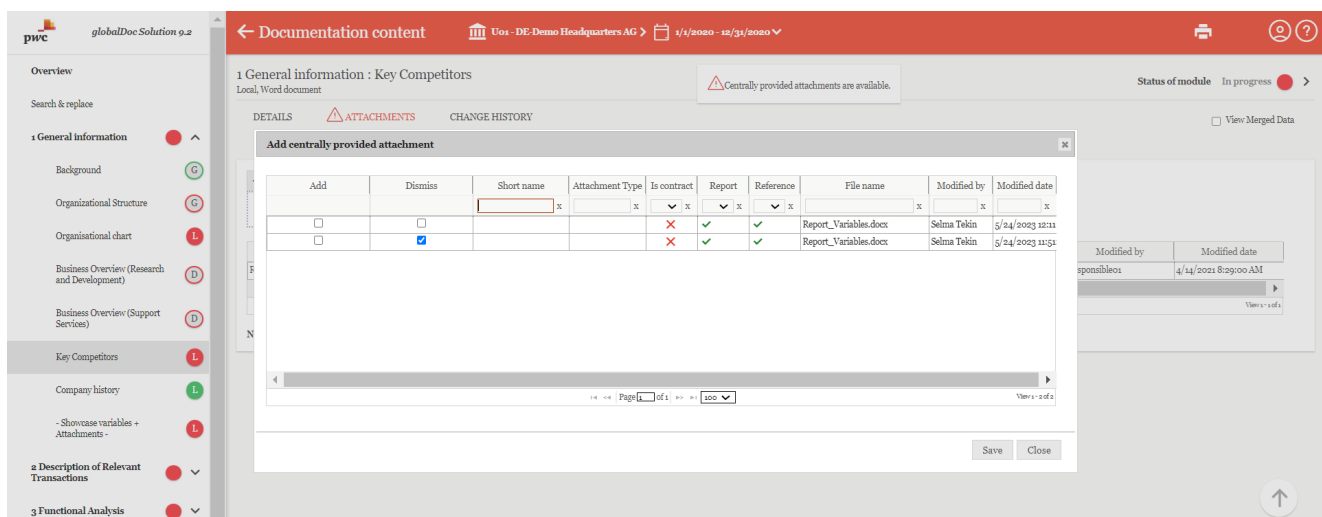 pwc
globalDoc Solution 9.2
Documentation content
U01 - DE-Demo Headquarters AG
1/1/2020 - 12/31/2020
?
Overview
Search & replace
1 General information
Background G
Organizational Structure G
Organisational chart L
Business Overview (Research
and Development) D
Business Overview (Support
Services) D
Key Competitors L
Company history L
- Showcase variables +
Attachments - L
2 Description of Relevant
Transactions
3 Functional Analysis
1 General information : Key Competitors
Local, Word document
Centrally provided attachments are available.
Status of module In progress
DETAILS ATTACHMENTS CHANGE HISTORY
View Merged Data
Add centrally provided attachment x
Add Dismiss Short name Attachment Type Is contract Report Reference File name Modified by Modified date
x x x x x x x x
Report_Variables.docx Selma Tekin 5/24/2023 12:11
Report_Variables.docx Selma Tekin 5/24/2023 11:51:
Modified by Modified date
sponsible01 4/14/2021 8:29:00 AM
View 1 - 1 of 1
N
Page 1 of 1 100 View 1 - 2 of 2
Save Close